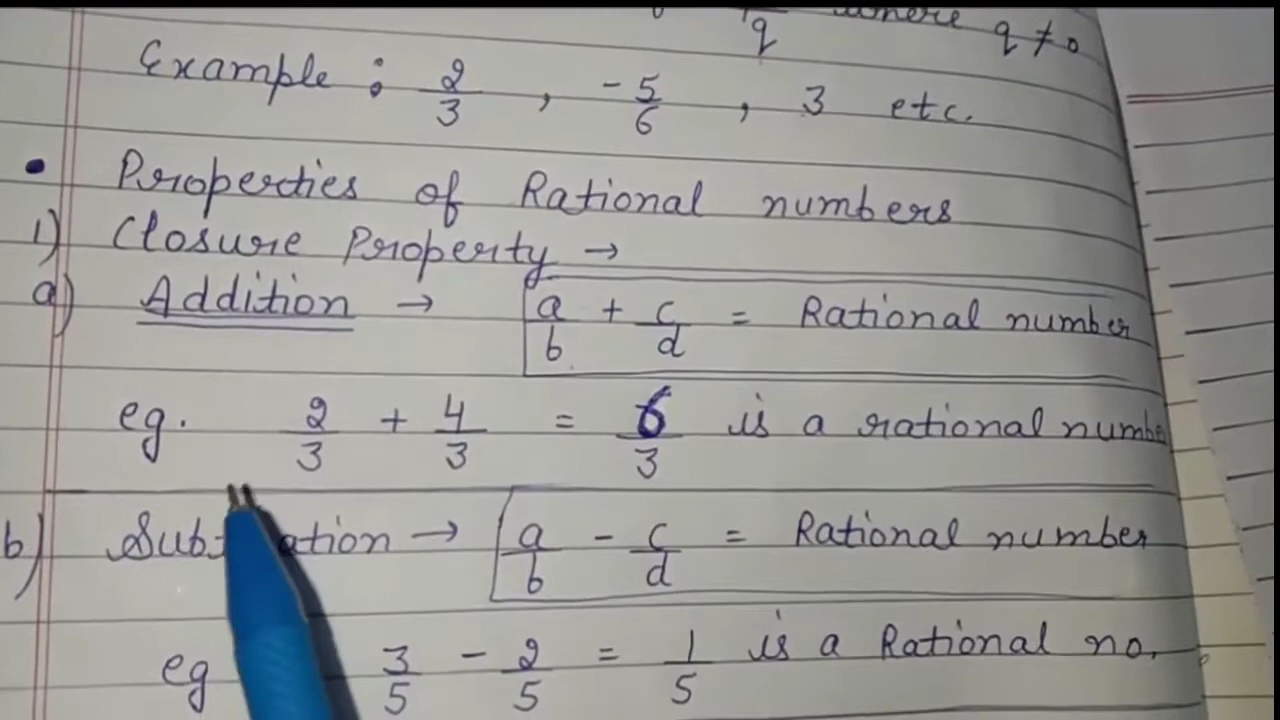 q where q ≠ 0
Example : 2/3 , -5/6 , 3 etc.
• Properties of Rational numbers
1) Closure Property →
a) Addition → a/b + c/d = Rational number
eg. 2/3 + 4/3 = 6/3 is a rational numbe
b) Subt ation → a/b - c/d = Rational number
eg 3/5 - 2/5 = 1/5 is a Rational no.